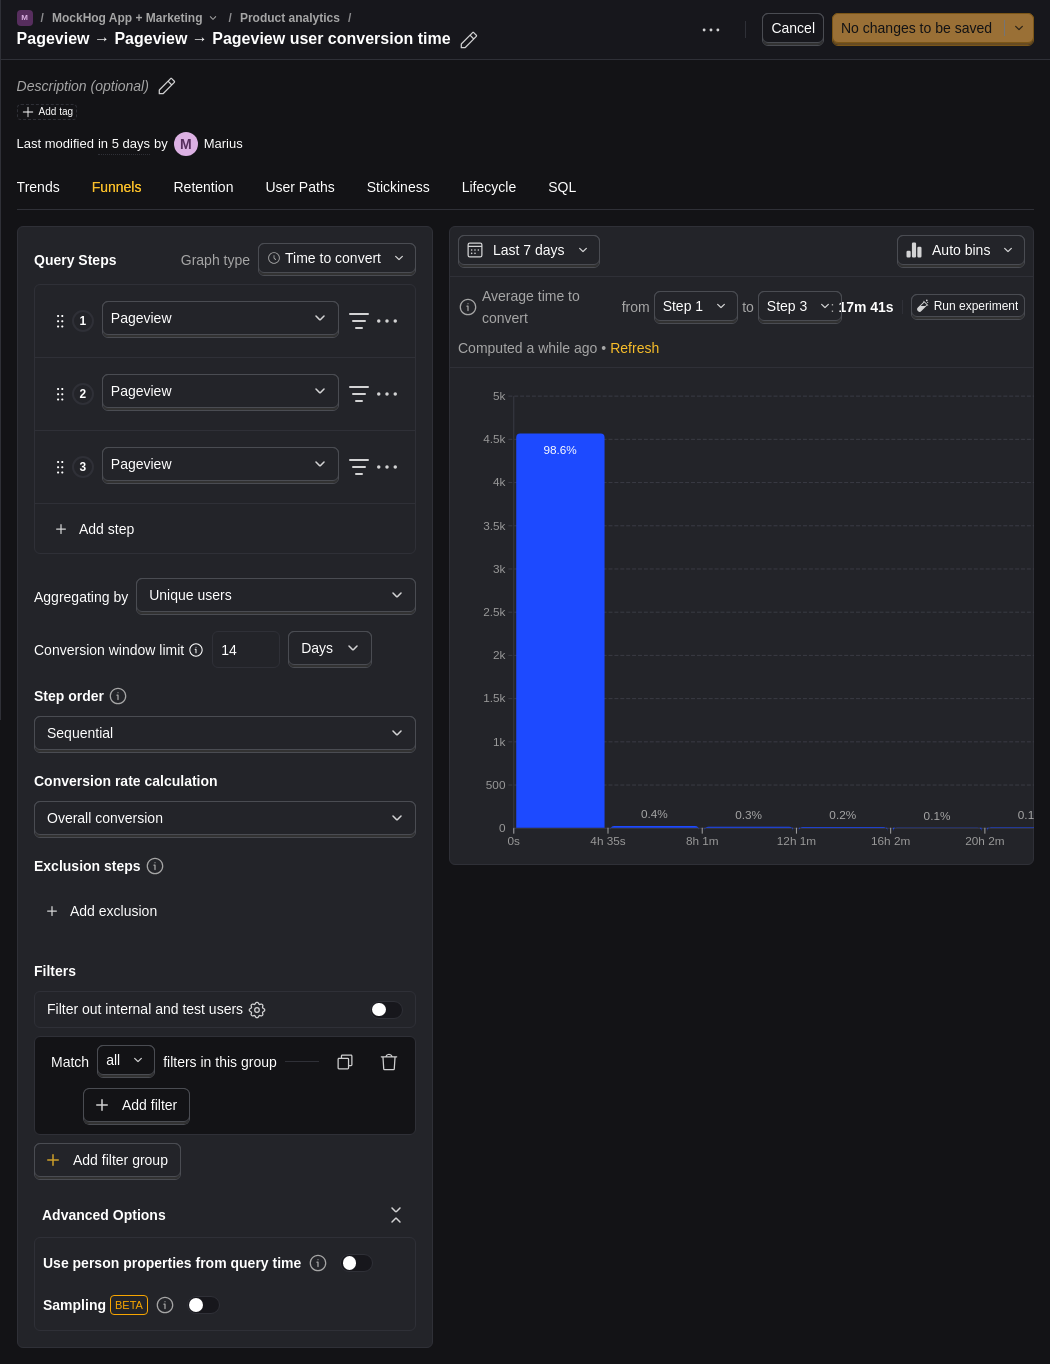 M / MockHog App + Marketing / Product analytics /
Pageview → Pageview → Pageview user conversion time
Cancel
No changes to be saved
Description (optional)
Add tag
Last modified in 5 days by M Marius
Trends Funnels Retention User Paths Stickiness Lifecycle SQL
Query Steps Graph type Time to convert
1 Pageview
2 Pageview
3 Pageview
Add step
Aggregating by Unique users
Conversion window limit 14 Days
Step order
Sequential
Conversion rate calculation
Overall conversion
Exclusion steps
Add exclusion
Filters
Filter out internal and test users
Match all filters in this group
Add filter
Add filter group
Advanced Options
Use person properties from query time
Sampling BETA
Last 7 days Auto bins
Average time to convert from Step 1 to Step 3 : 17m 41s Run experiment
Computed a while ago • Refresh
5k
4.5k
98.6%
4k
3.5k
3k
2.5k
2k
1.5k
1k
500
0.4% 0.3% 0.2% 0.1% 0.1
0
0s 4h 35s 8h 1m 12h 1m 16h 2m 20h 2m